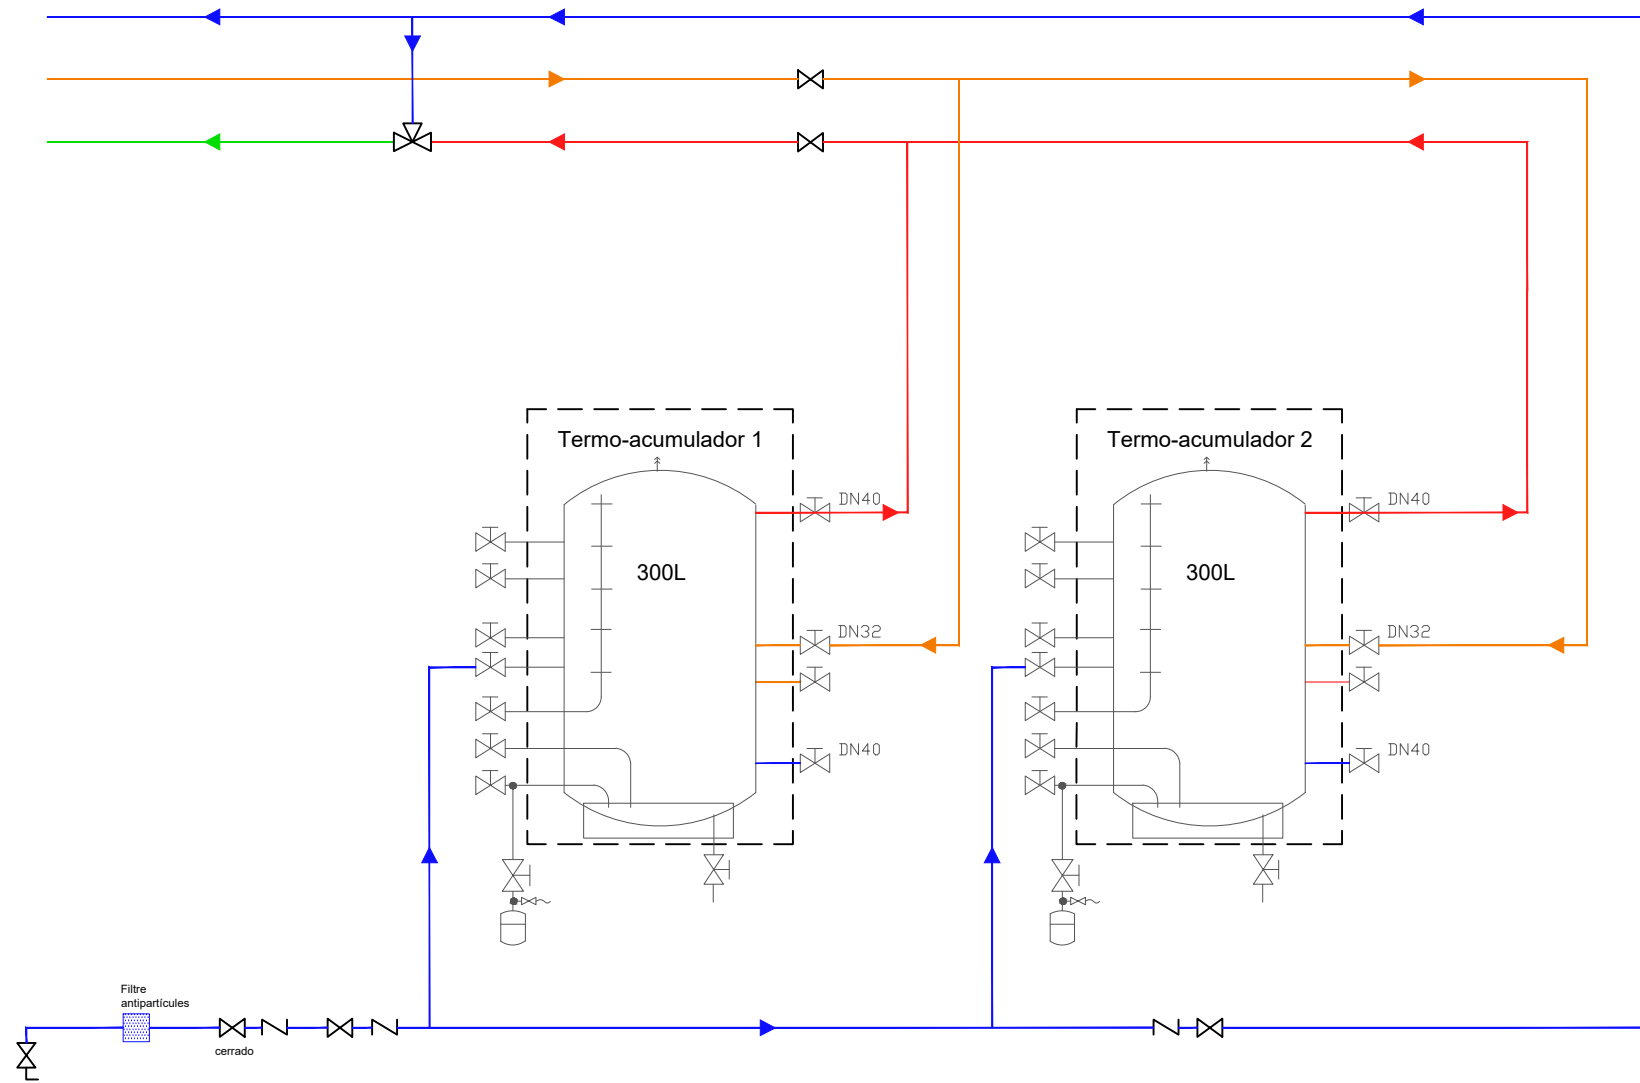 Termo-acumulador 1
Termo-acumulador 2
DN40
DN40
300L
300L
DN32
DN32
DN40
DN40
Filtre
antipartícules
cerrado